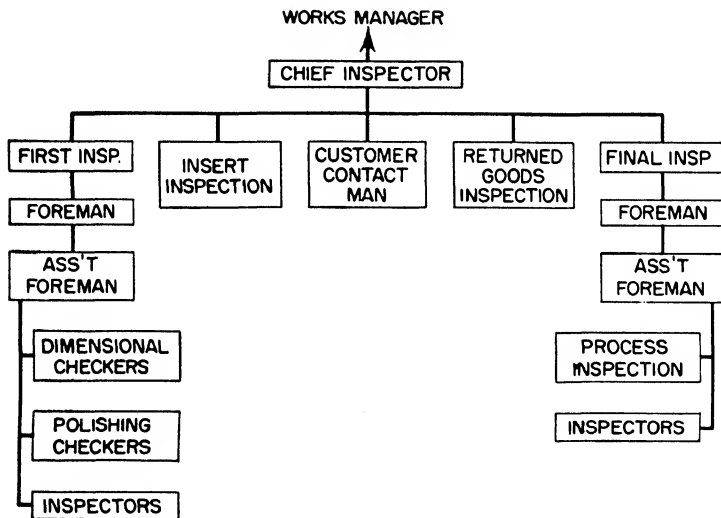 WORKS MANAGER
CHIEF INSPECTOR
FIRST INSP.
INSERT
INSPECTION
CUSTOMER
CONTACT
MAN
RETURNED
GOODS
INSPECTION
FINAL INSP
FOREMAN
FOREMAN
ASS'T
FOREMAN
ASS'T
FOREMAN
DIMENSIONAL
CHECKERS
PROCESS
INSPECTION
POLISHING
CHECKERS
INSPECTORS
INSPECTORS